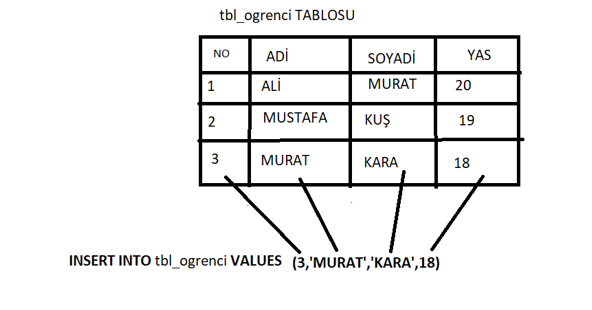 tbl_ogrenci TABLOSU
NO ADİ SOYADİ YAS
1 ALİ MURAT 20
2 MUSTAFA KUŞ 19
3 MURAT KARA 18
INSERT INTO tbl_ogrenci VALUES (3,'MURAT','KARA',18)